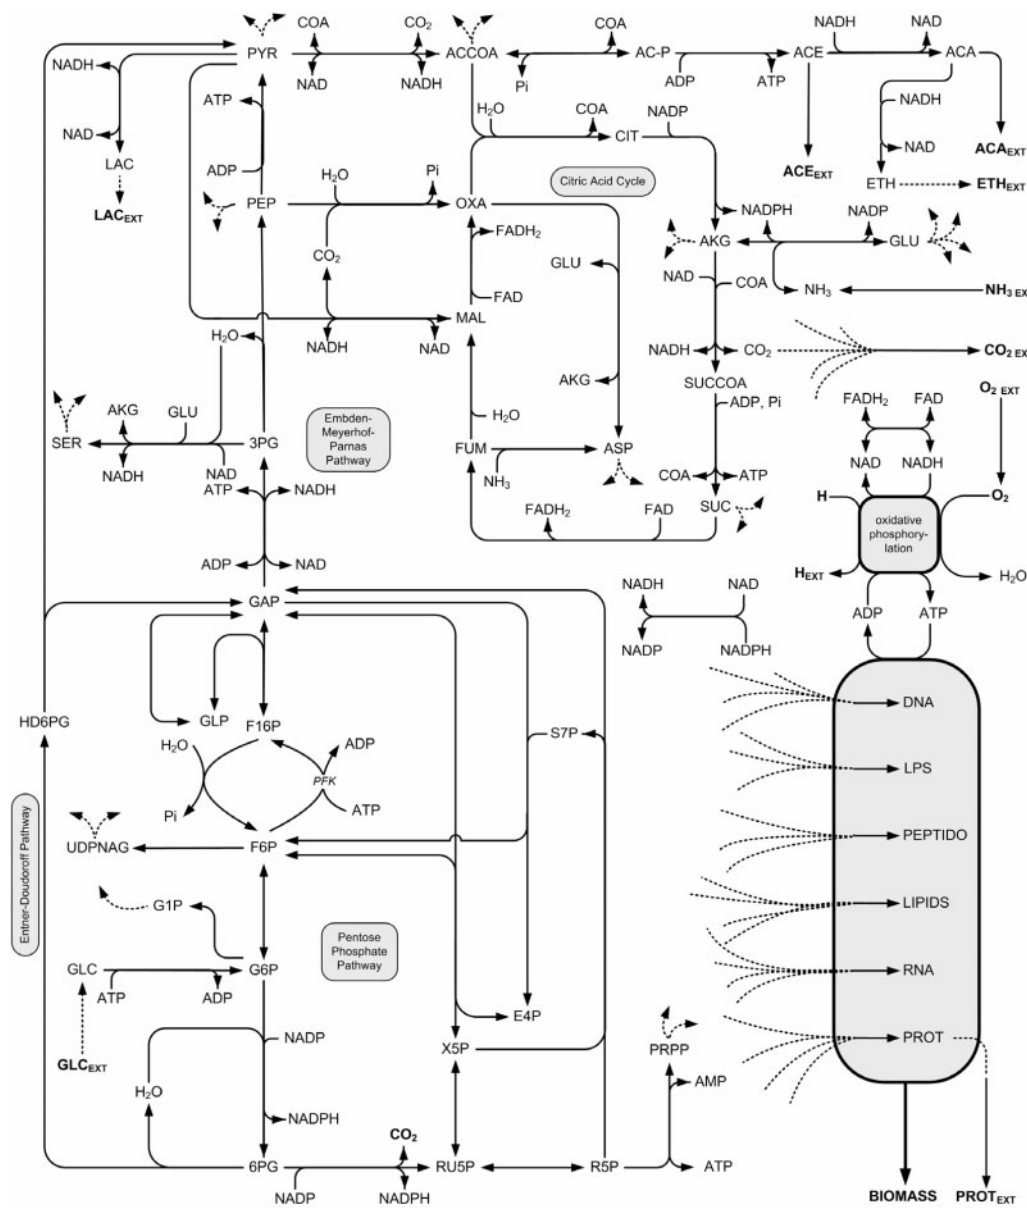 COA CO2 COA NADH NAD
PYR ACCOA AC-P ACE ACA
NADH NAD NADH Pi ADP ATP
ATP H2O COA NADP NADH
NAD CIT NAD ACAEXT
LAC ADP Citric Acid Cycle ACEEXT ETH ETHEXT
H2O Pi
LACEXT PEP OXA NADPH NADP
FADH2 AKG GLU
CO2 GLU NAD COA NH3 NH3 EX
FAD
MAL
H2O NADH NAD NADH CO2 CO2 EX
SUCCOA
AKG GLU AKG ADP, Pi FADH2 FAD O2 EXT
Embden-
Meyerhof-
Parnas
Pathway
SER 3PG H2O FUM ASP
NADH NAD NH3 COA ATP NAD NADH
ATP NADH SUC H O2
FADH2 FAD
oxidative
phosphory-
lation
ADP NAD HEXT H2O
NADH NAD
GAP ADP ATP
NADP NADPH
HD6PG GLP F16P S7P DNA
H2O ADP
PFK LPS
Pi ATP
UDPNAG F6P PEPTIDO
Entner-Doudoroff Pathway
G1P LIPIDS
Pentose
Phosphate
Pathway
GLC G6P RNA
ATP ADP
E4P
NADP PROT
GLCEXT X5P PRPP
H2O AMP
NADPH
CO2
6PG RU5P R5P ATP
NADP NADPH BIOMASS PROTEXT